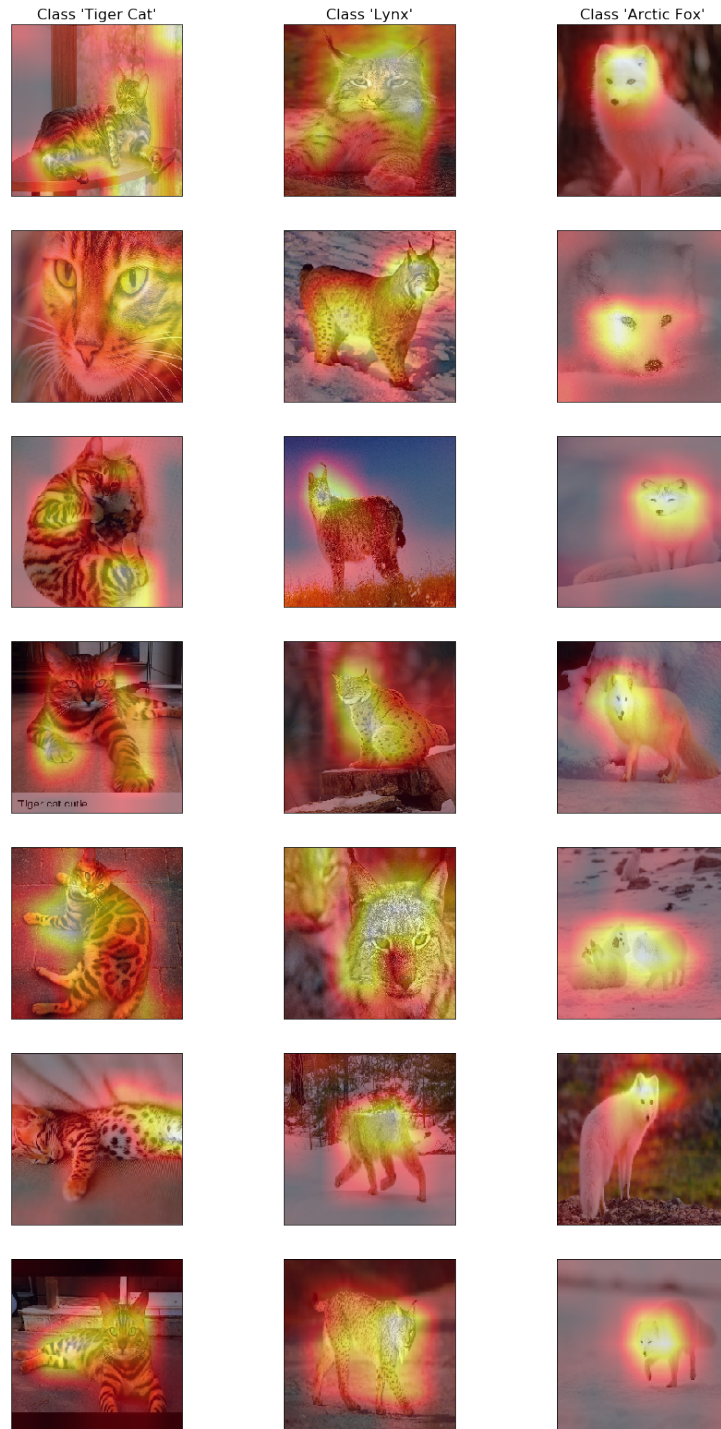 Class 'Tiger Cat'
Class 'Lynx'
Class 'Arctic Fox'
Tiger cat cutie